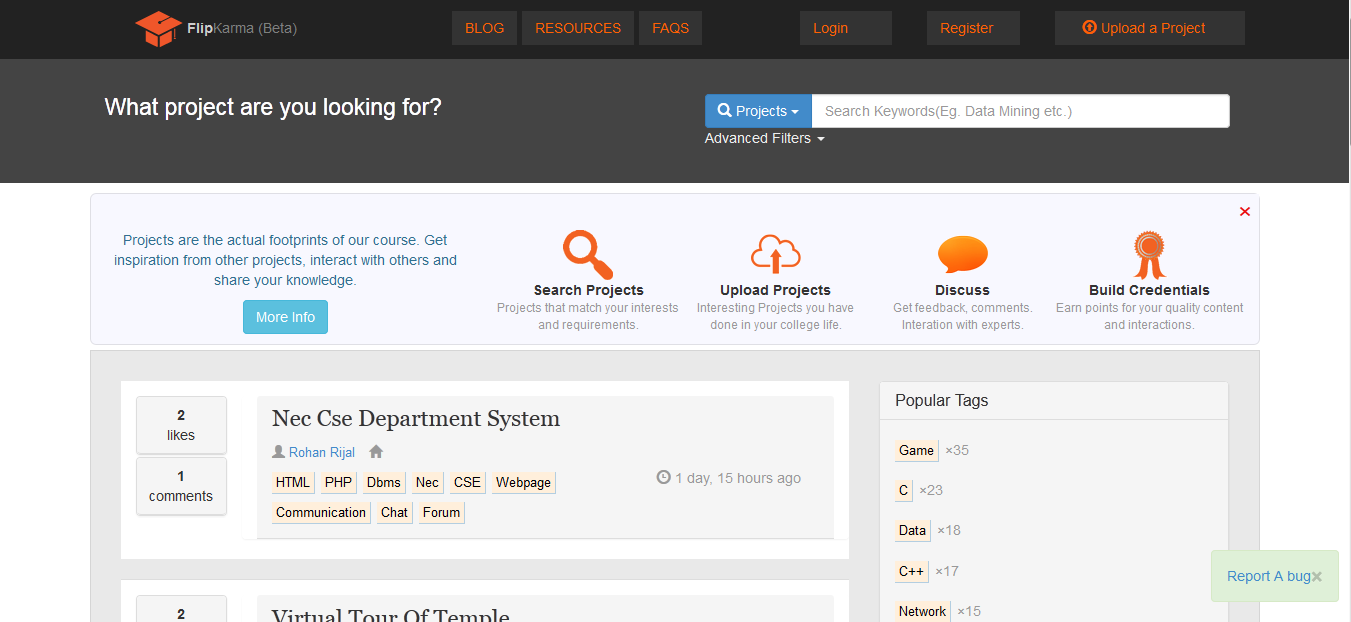 FlipKarma (Beta)
BLOG
RESOURCES
FAQS
Login
Register
Upload a Project
What project are you looking for?
Projects
Search Keywords(Eg. Data Mining etc.)
Advanced Filters
Projects are the actual footprints of our course. Get
inspiration from other projects, interact with others and
share your knowledge.
More Info
Search Projects
Projects that match your interests
and requirements.
Upload Projects
Interesting Projects you have
done in your college life.
Discuss
Get feedback, comments.
Interation with experts.
Build Credentials
Earn points for your quality content
and interactions.
2
likes
1
comments
Nec Cse Department System
Rohan Rijal
HTML PHP Dbms Nec CSE Webpage
Communication Chat Forum
1 day, 15 hours ago
2
Virtual Tour Of Temple
Popular Tags
Game ×35
C ×23
Data ×18
C++ ×17
Network ×15
Report A bug×